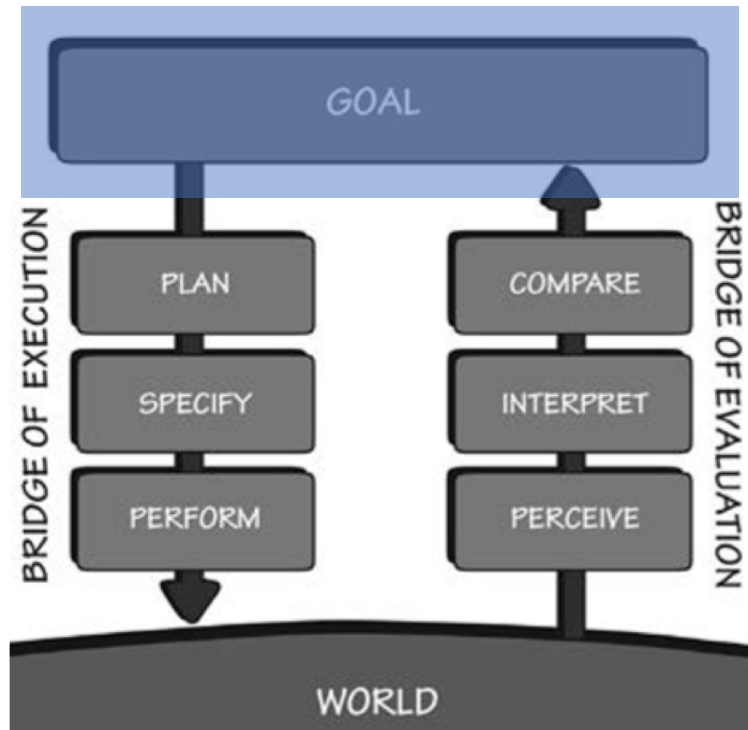 GOAL
BRIDGE OF EXECUTION
PLAN
SPECIFY
PERFORM
COMPARE
INTERPRET
PERCEIVE
BRIDGE OF EVALUATION
WORLD